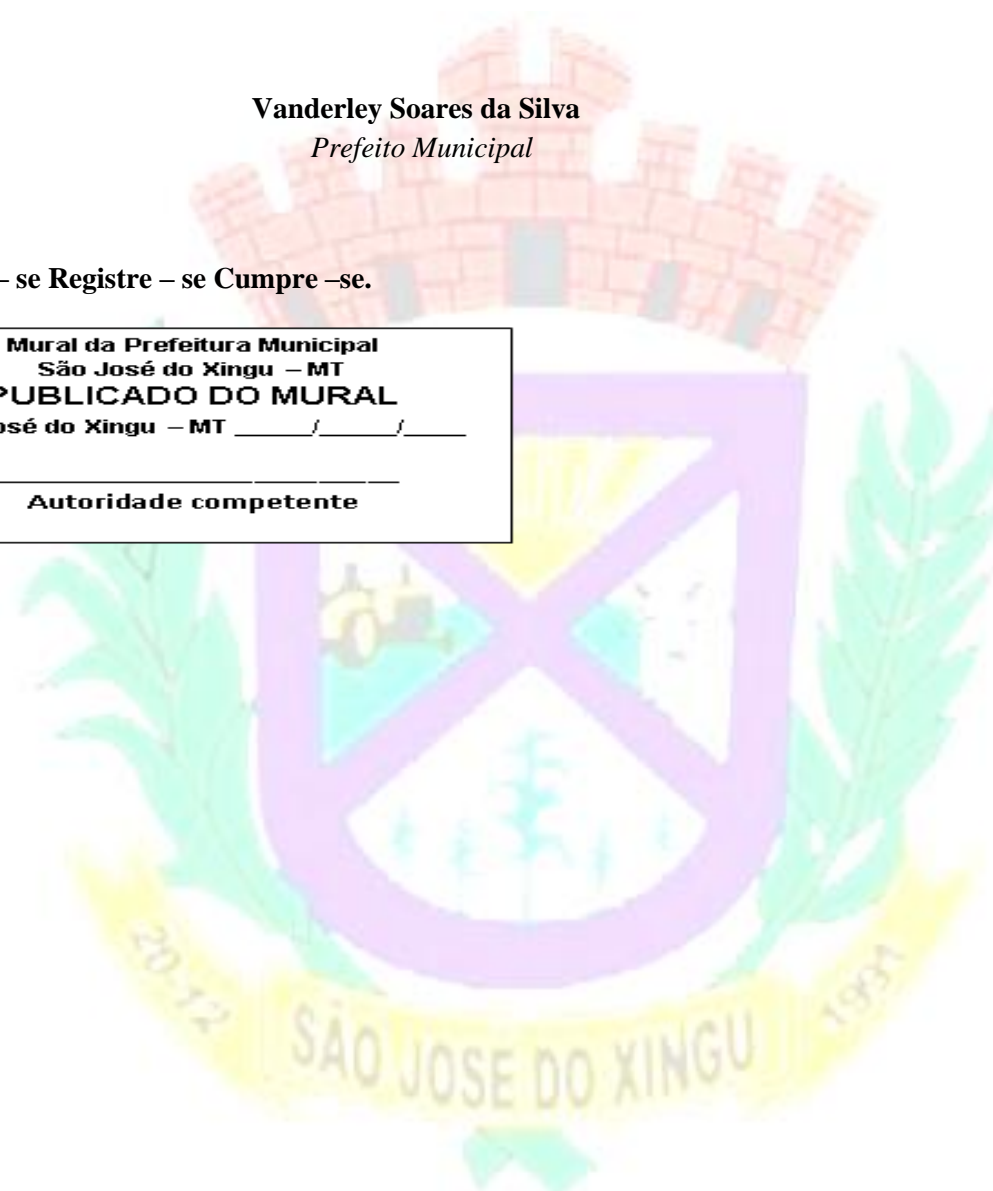 Vanderley Soares da Silva
Prefeito Municipal
– se Registre – se Cumpre –se.
Mural da Prefeitura Municipal
São José do Xingu – MT
PUBLICADO DO MURAL
osé do Xingu – MT ______/______/_____
Autoridade competente
20-12
SÃO JOSE DO XINGU
1991